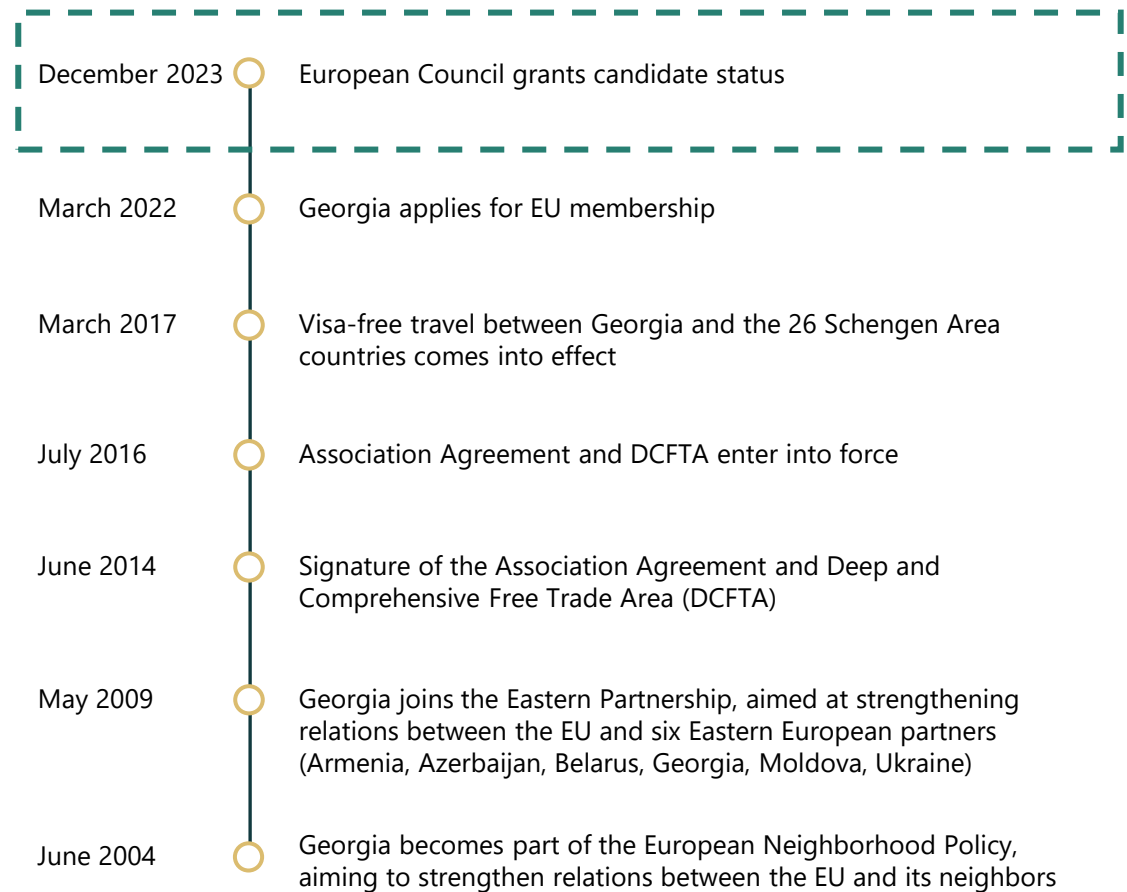 December 2023 European Council grants candidate status
March 2022 Georgia applies for EU membership
March 2017 Visa-free travel between Georgia and the 26 Schengen Area
countries comes into effect
July 2016 Association Agreement and DCFTA enter into force
June 2014 Signature of the Association Agreement and Deep and
Comprehensive Free Trade Area (DCFTA)
May 2009 Georgia joins the Eastern Partnership, aimed at strengthening
relations between the EU and six Eastern European partners
(Armenia, Azerbaijan, Belarus, Georgia, Moldova, Ukraine)
June 2004 Georgia becomes part of the European Neighborhood Policy,
aiming to strengthen relations between the EU and its neighbors